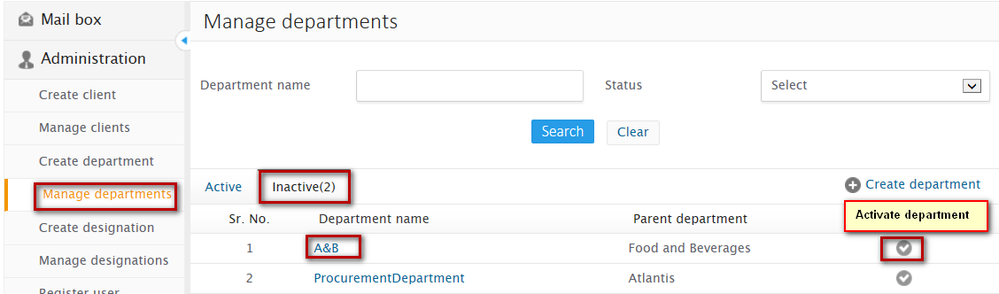 Mail box
Administration
Create client
Manage clients
Create department
Manage departments
Create designation
Manage designations
Register user
Manage departments
Department name
Status
Select
Search
Clear
Active
Inactive(2)
Create department
Activate department
Sr. No.
Department name
Parent department
1
A&B
Food and Beverages
2
ProcurementDepartment
Atlantis